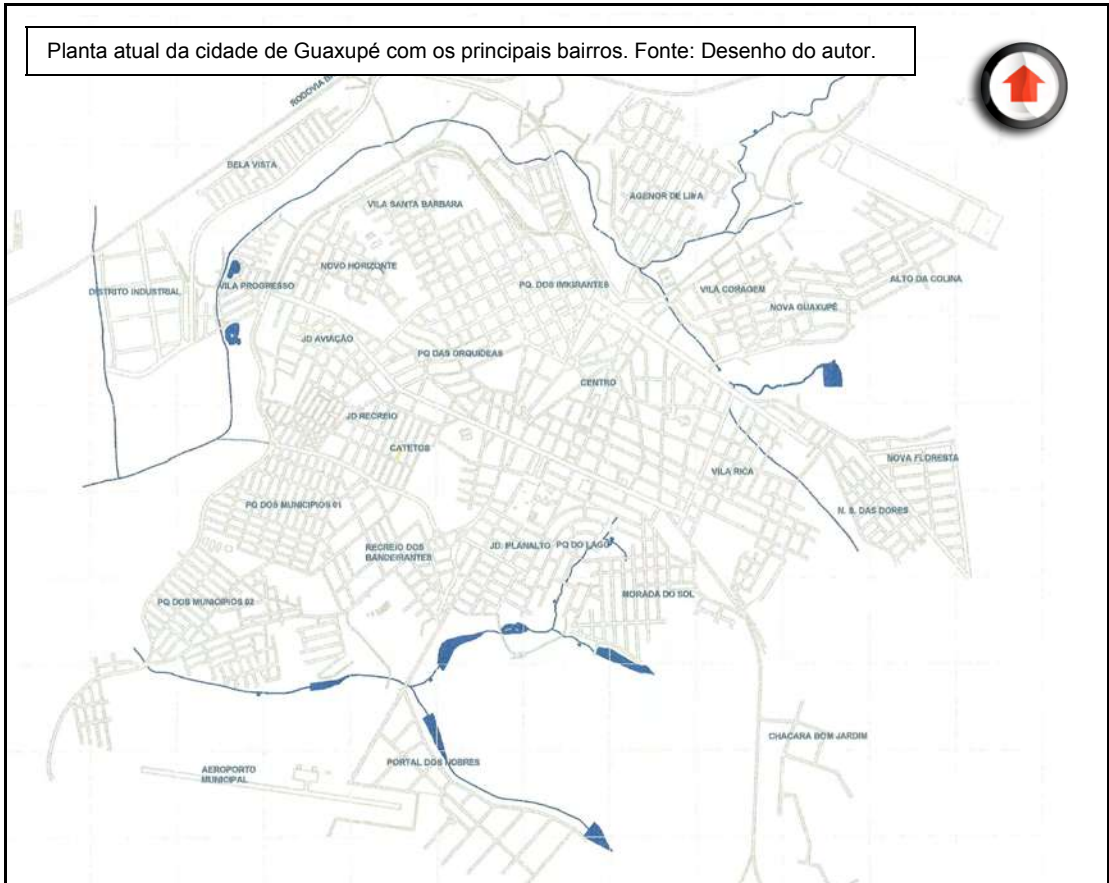 Planta atual da cidade de Guaxupé com os principais bairros. Fonte: Desenho do autor.
RODOVIA
BELA VISTA
AGENOR DE LIMA
VILA SANTA BARBARA
NOVO HORIZONTE
ALTO DA COLINA
DISTRITO INDUSTRIAL
VILA PROGRESSO
PQ. DOS IMIGRANTES
VILA CORAGEM
NOVA GUAXUPÉ
JD AVIAÇÃO
PQ DAS ORQUÍDEAS
CENTRO
JD RECREIO
CATETOS
NOVA FLORESTA
VILA RICA
PQ DOS MUNICIPIOS 01
N. S. DAS DORES
RECREIO DOS
BANDEIRANTES
JD. PLANALTO
PQ DO LAGO
MORADA DO SOL
PQ DOS MUNICIPIOS 02
CHACARA BOM JARDIM
PORTAL DOS NOBRES
AEROPORTO
MUNICIPAL